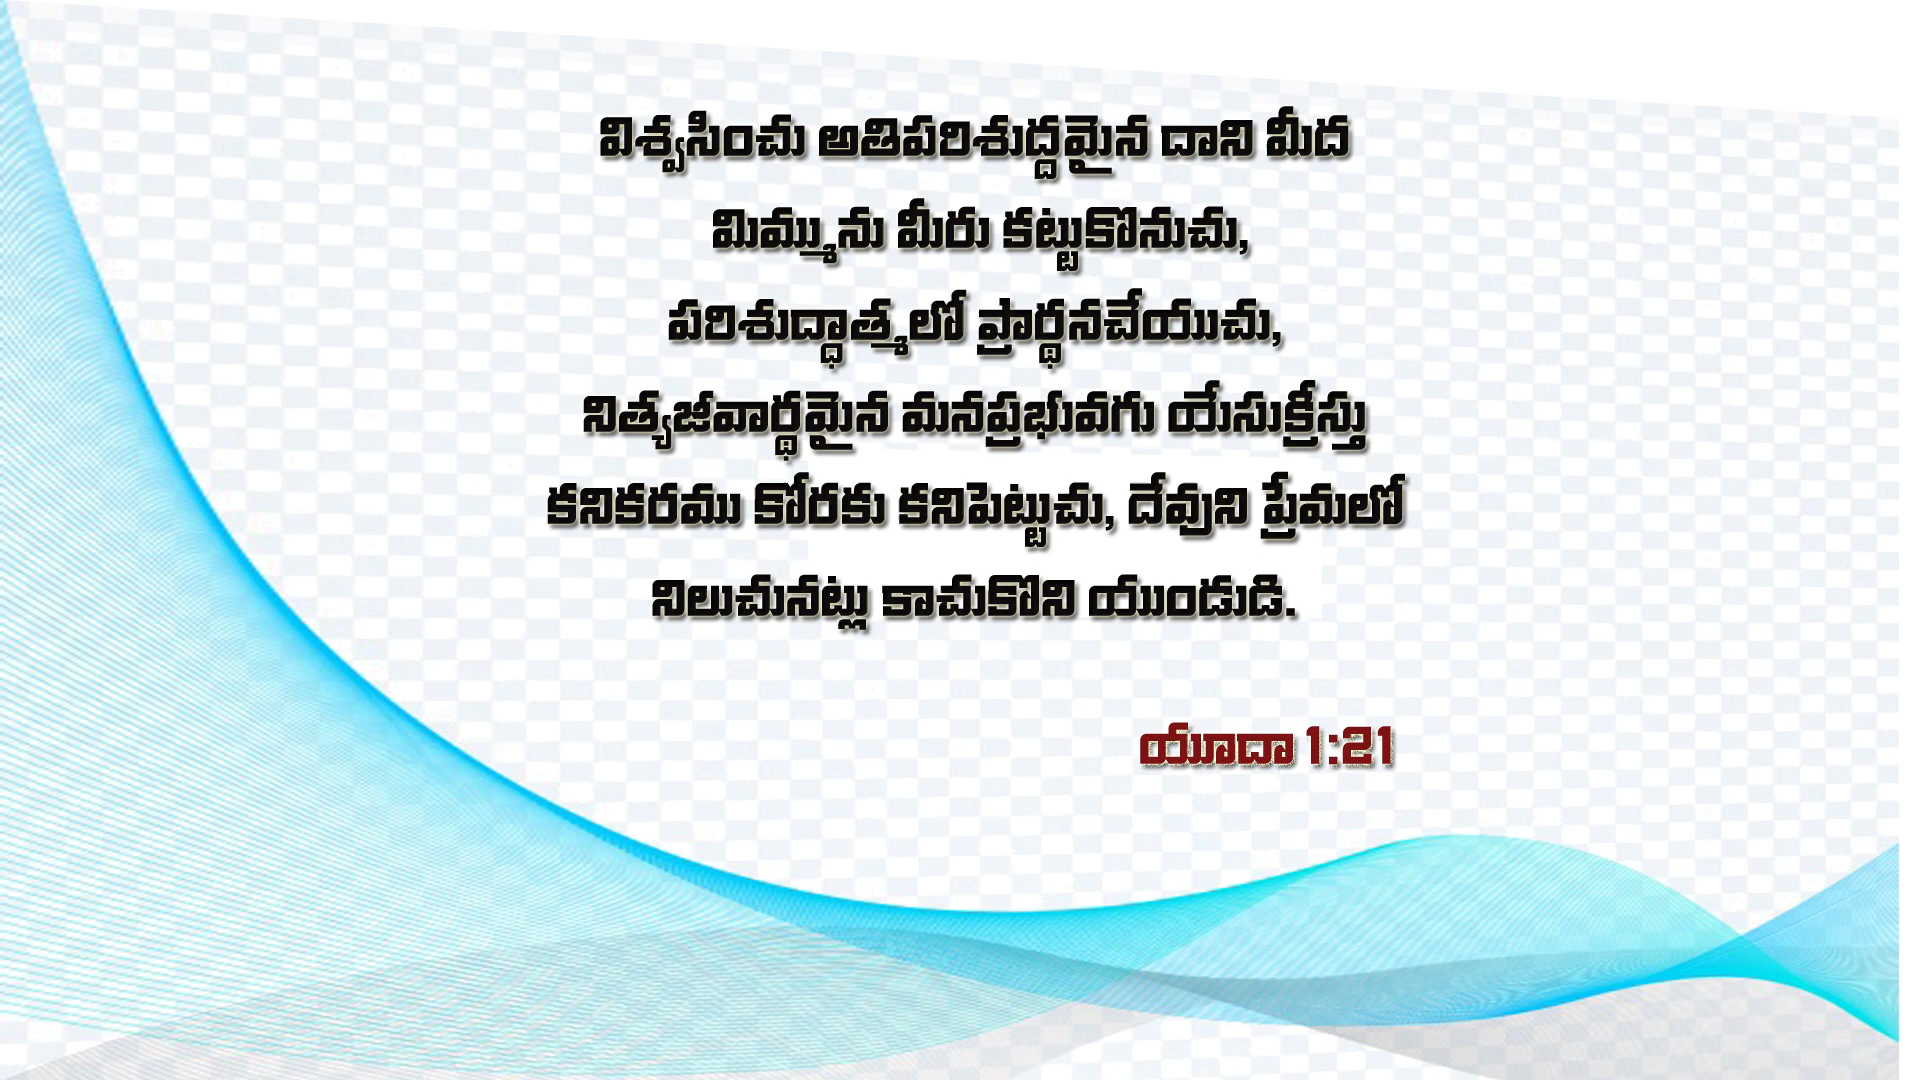 విశ్వసించు అతిపరిశుద్దమైన దాని మీద
మిమ్మును మీరు కట్టుకొనుచు,
పరిశుద్ధాత్మలో ప్రార్థనచేయుచు,
నిత్యజీవార్థమైన మనప్రభువగు యేసుక్రీస్తు
కనికరము కోరకు కనిపెట్టుచు, దేవుని ప్రేమలో
నిలుచునట్లు కాచుకొని యుండుడి.
యూదా 1:21